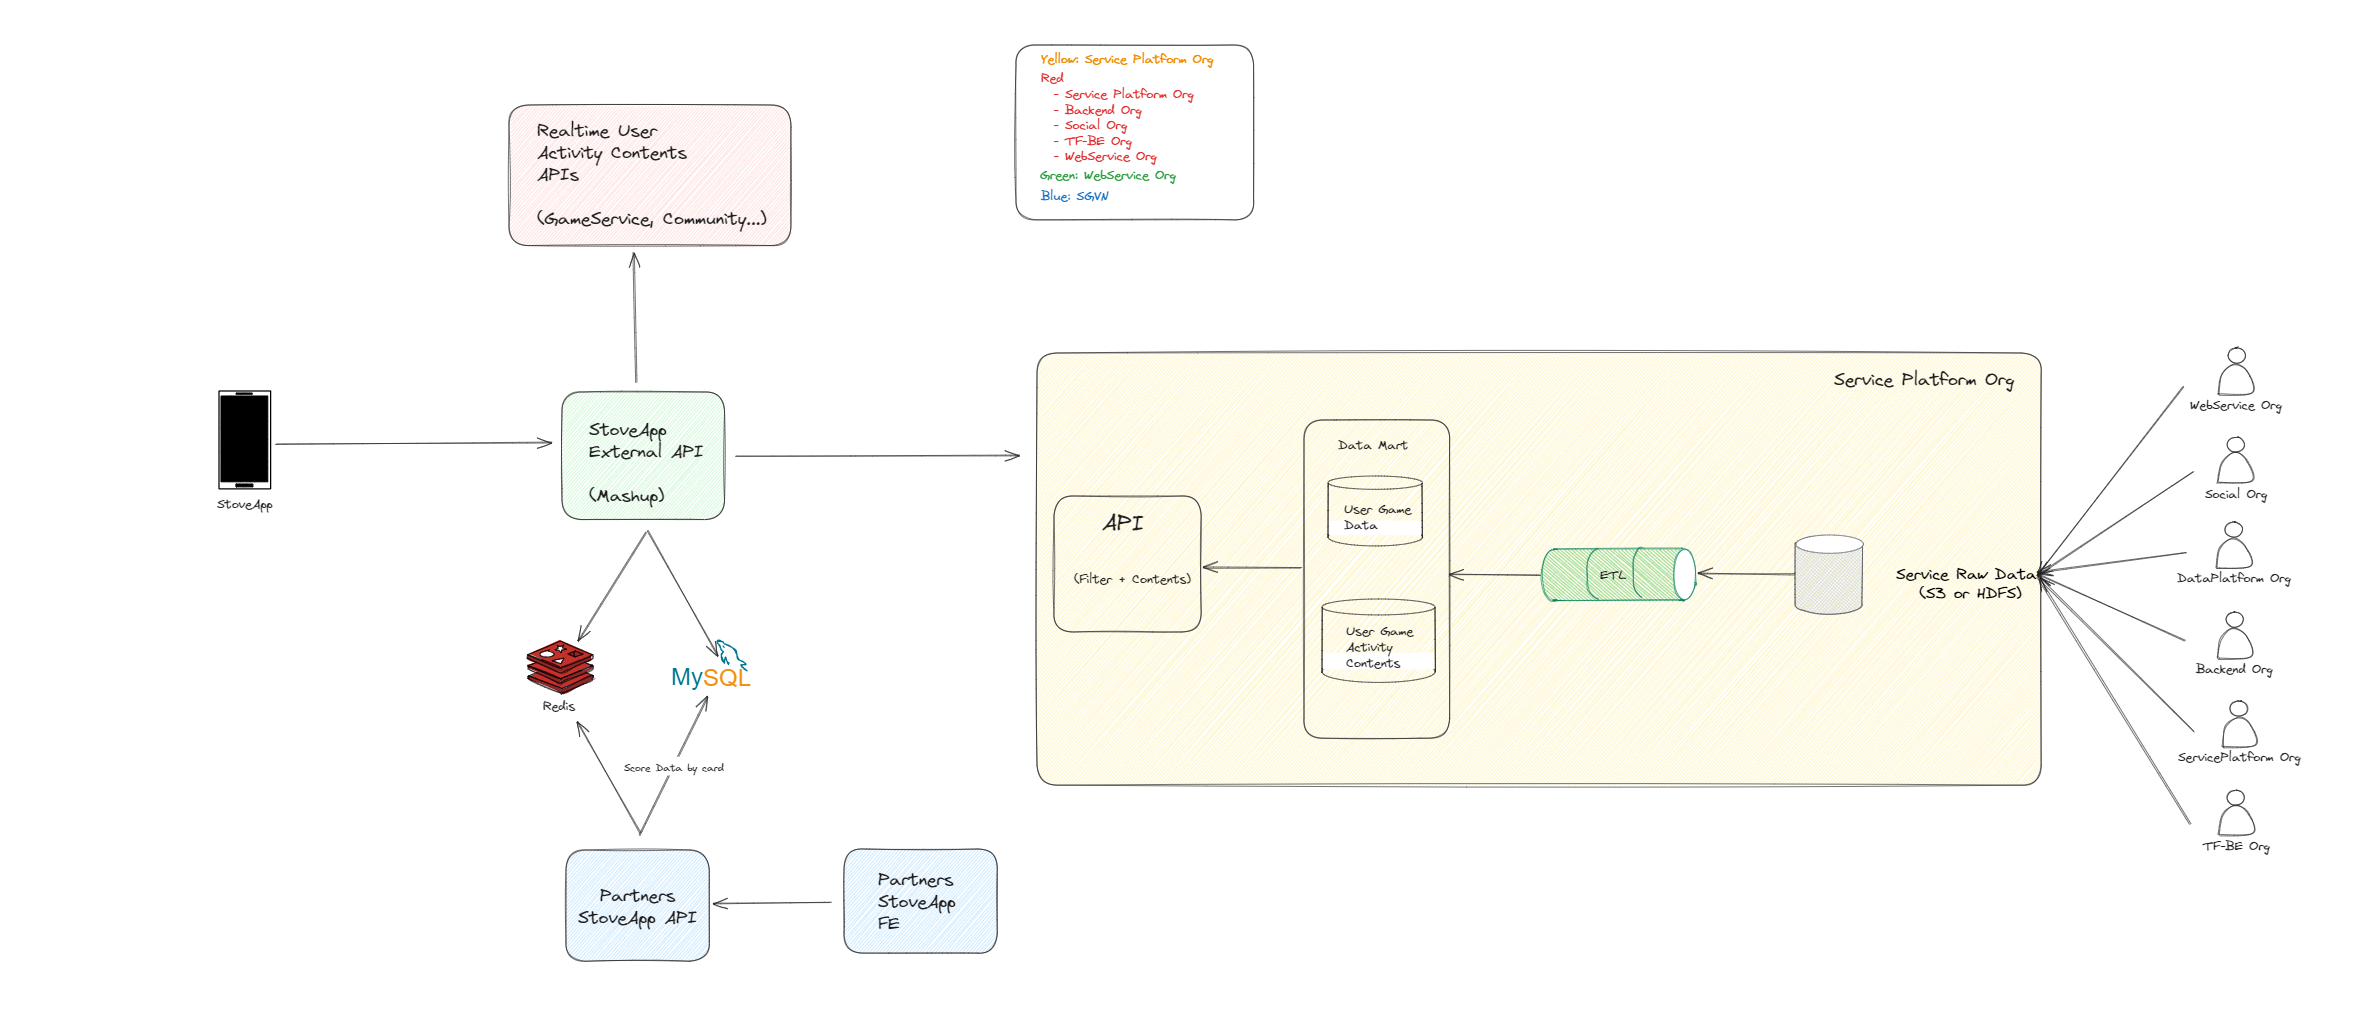 Yellow: Service Platform Org
Red
- Service Platform Org
- Backend Org
- Social Org
- TF-BE Org
- WebService Org
Green: WebService Org
Blue: SGVN
Realtime User
Activity Contents
APIs
(GameService, Community...)
StoveApp
StoveApp
External API
(Mashup)
Redis
MySQL
Score Data by card
Partners
StoveApp API
Partners
StoveApp
FE
Service Platform Org
API
(Filter + Contents)
Data Mart
User Game
Data
User Game
Activity
Contents
ETL
Service Raw Data
(S3 or HDFS)
WebService Org
Social Org
DataPlatform Org
Backend Org
ServicePlatform Org
TF-BE Org